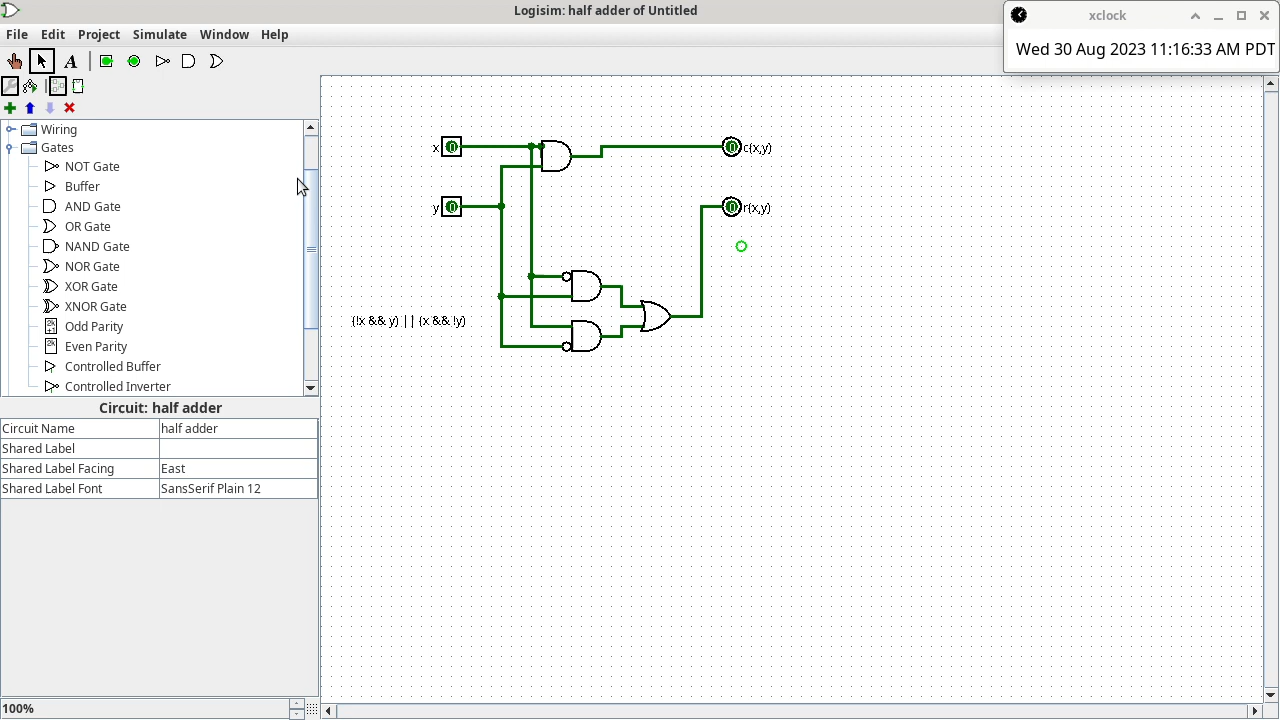 Logisim: half adder of Untitled
xclock
Wed 30 Aug 2023 11:16:33 AM PDT
File Edit Project Simulate Window Help
A
Wiring
Gates
NOT Gate
Buffer
AND Gate
OR Gate
NAND Gate
NOR Gate
XOR Gate
XNOR Gate
Odd Parity
Even Parity
Controlled Buffer
Controlled Inverter
Circuit: half adder
Circuit Name half adder
Shared Label
Shared Label Facing East
Shared Label Font SansSerif Plain 12
100%
x 0 0 c(x,y)
y 0 0 r(x,y)
(!x && y) || (x && !y)